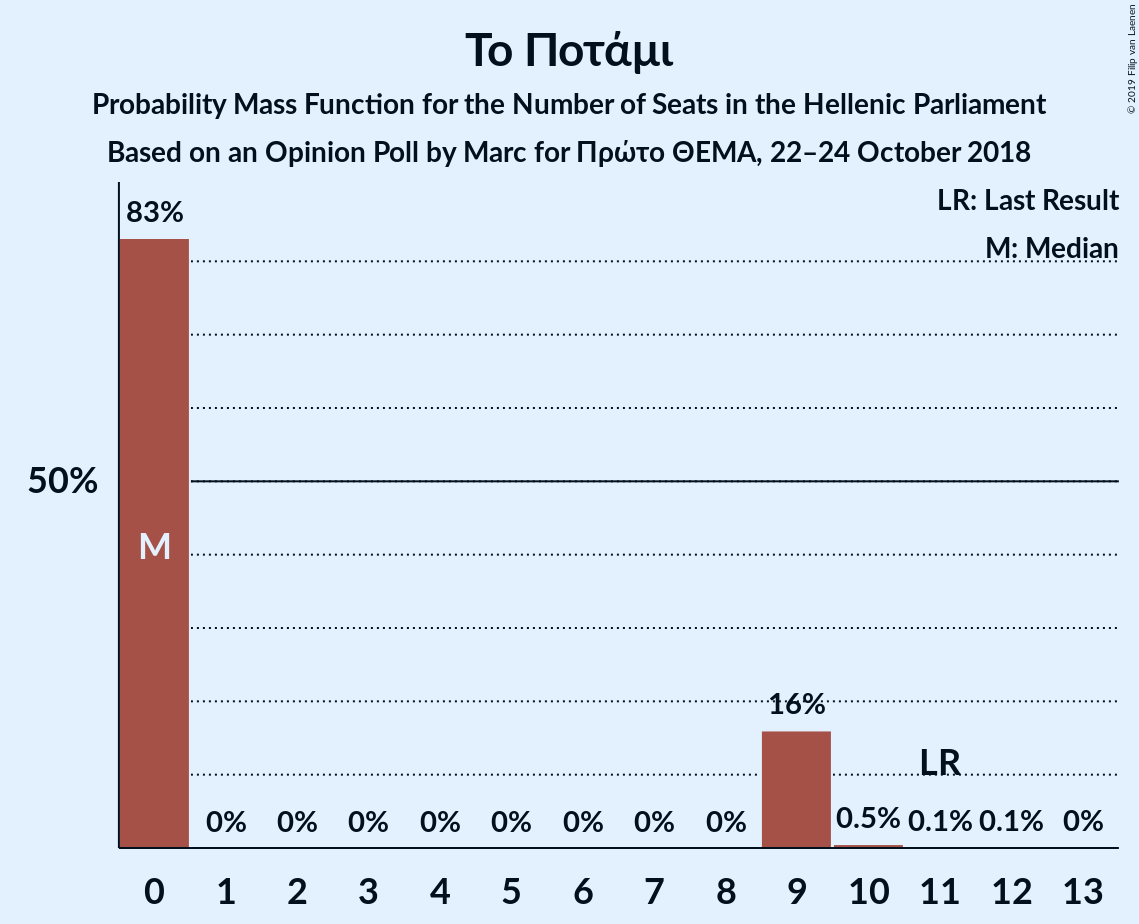 Το Ποτάμι
Probability Mass Function for the Number of Seats in the Hellenic Parliament
Based on an Opinion Poll by Marc for Πρώτο ΘΕΜΑ, 22–24 October 2018
© 2019 Filip van Laenen
LR: Last Result
M: Median
83%
50%
M
16%
LR
0% 0% 0% 0% 0% 0% 0% 0% 0.5% 0.1% 0.1% 0%
0 1 2 3 4 5 6 7 8 9 10 11 12 13